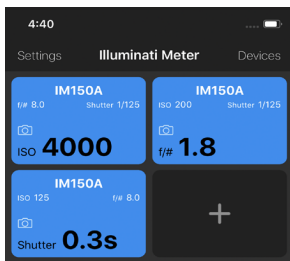 4:40
Settings Illuminati Meter Devices
IM150A
f/# 8.0 Shutter 1/125
ISO 4000
IM150A
ISO 200 Shutter 1/125
f/# 1.8
IM150A
ISO 125 f/# 8.0
Shutter 0.3s
+